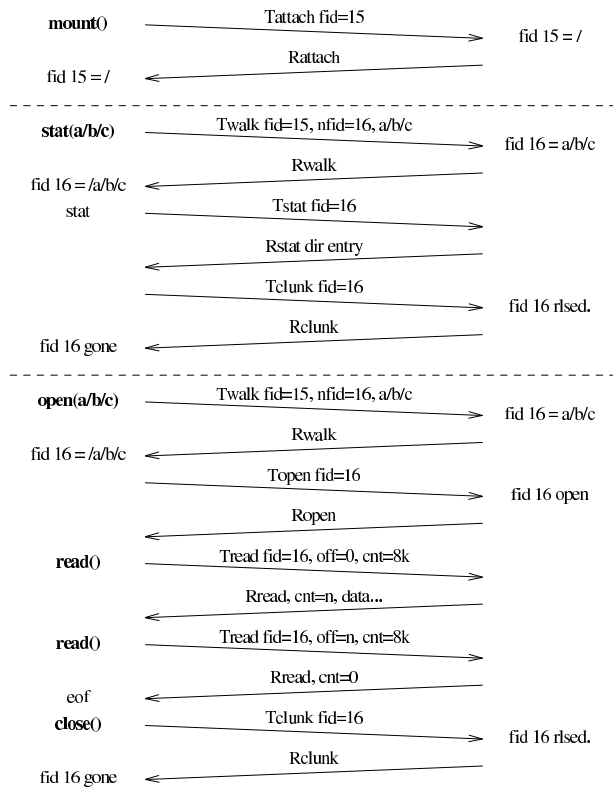 mount()
Tattach fid=15
fid 15 = /
Rattach
fid 15 = /
stat(a/b/c)
Twalk fid=15, nfid=16, a/b/c
fid 16 = a/b/c
Rwalk
fid 16 = /a/b/c
stat
Tstat fid=16
Rstat dir entry
Tclunk fid=16
fid 16 rlsed.
Rclunk
fid 16 gone
open(a/b/c)
Twalk fid=15, nfid=16, a/b/c
fid 16 = a/b/c
Rwalk
fid 16 = /a/b/c
Topen fid=16
fid 16 open
Ropen
read()
Tread fid=16, off=0, cnt=8k
Rread, cnt=n, data...
read()
Tread fid=16, off=n, cnt=8k
Rread, cnt=0
eof
close()
Tclunk fid=16
fid 16 rlsed.
Rclunk
fid 16 gone